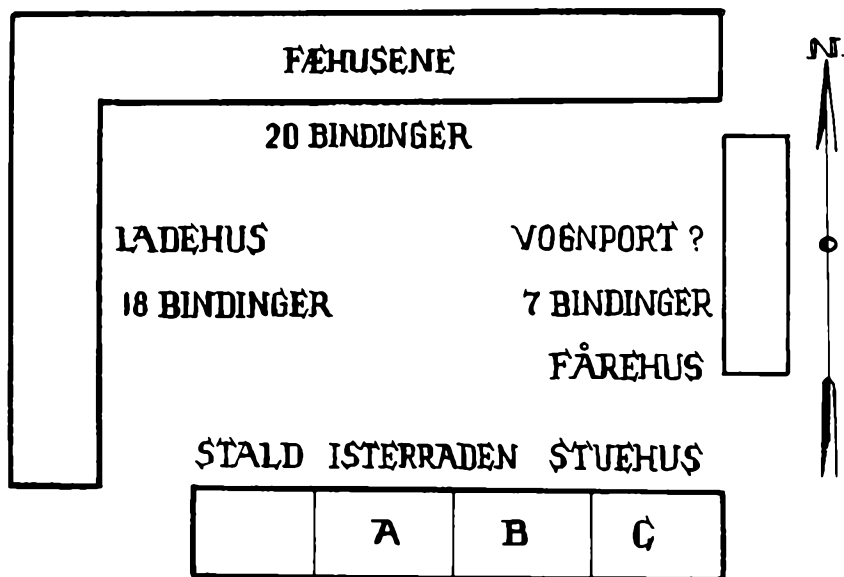 N.
FÆHUSENE
20 BINDINGER
LADEHUS
18 BINDINGER
VOGNPORT ?
7 BINDINGER
FÅREHUS
STALD ISTERRADEN STUEHUS
A B C